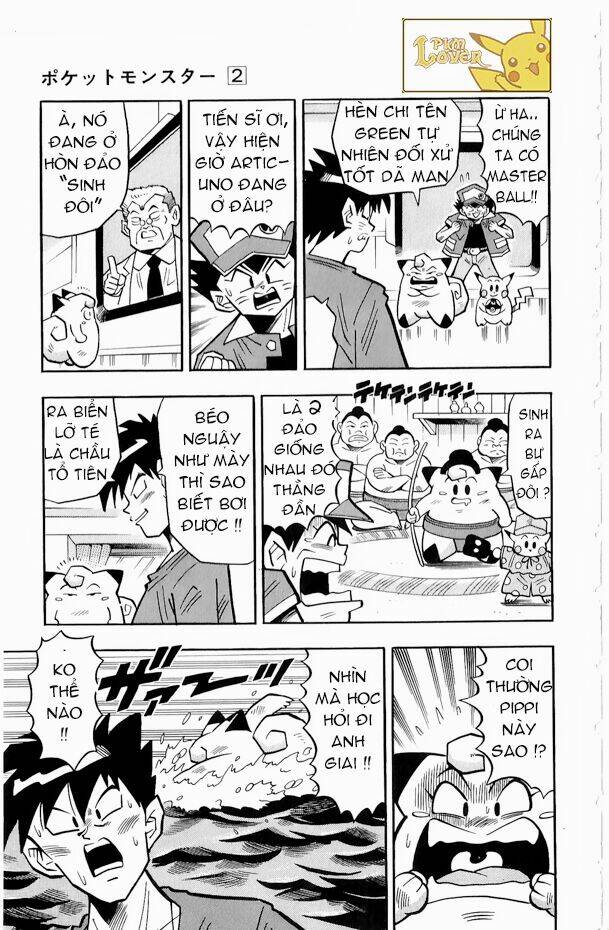 PKM
LOVER
ポケットモンスター 2
Ừ HA..
CHÚNG
TA CÓ
MASTER
BALL!!
HÈN CHI TÊN
GREEN TỰ
NHIÊN ĐỐI XỬ
TỐT DÃ MAN
TIẾN SĨ ƠI,
VẬY HIỆN
GIỜ ARTIC-
UNO ĐANG
Ở ĐÂU?
À, NÓ
ĐANG Ở
HÒN ĐẢO
"SINH
ĐÔI"
テケテンテケテン
SINH
RA
BỰ
GẤP
ĐÔI ?
LÀ 2
ĐẢO
GIỐNG
NHAU ĐÓ
THẰNG
ĐẦN
BÉO
NGUẬY
NHƯ MÀY
THÌ SAO
BIẾT BƠI
ĐƯỢC !!
RA BIỂN
LỠ TÉ
LÀ CHẦU
TỔ TIÊN
COI
THƯỜNG
PIPPI
NÀY
SAO !?
NHÌN
MÀ HỌC
HỎI ĐI
ANH
GIAI !!
ザァーッ
KO
THỂ
NÀO
!!